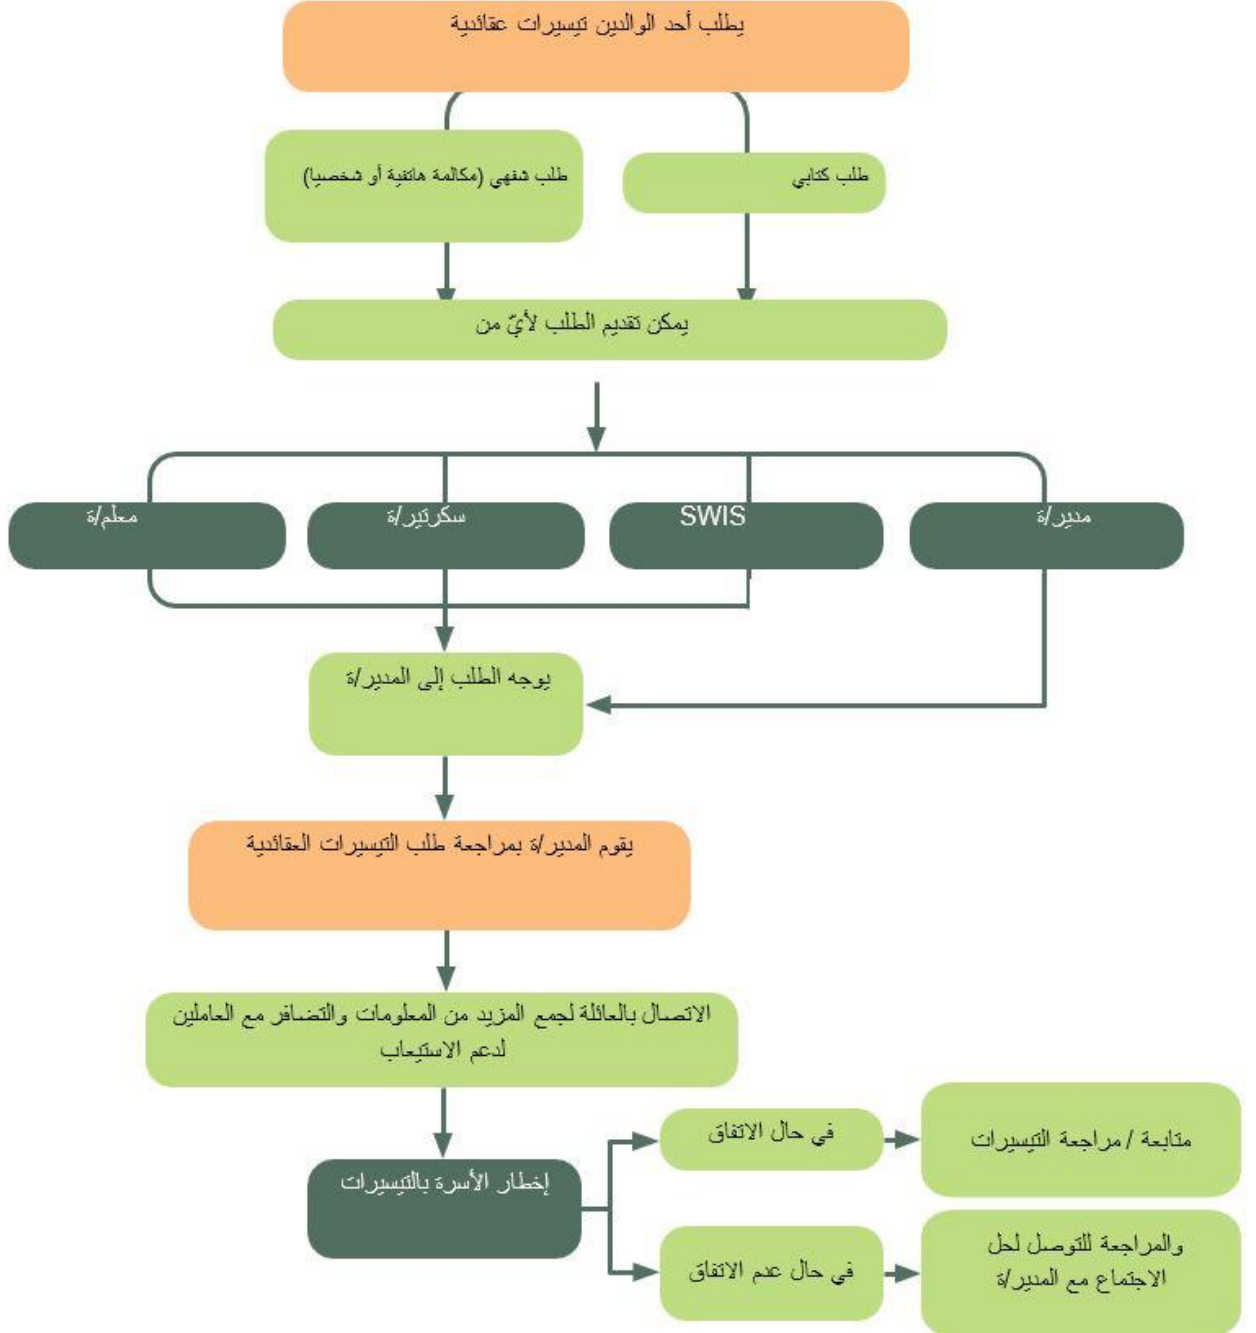 يطلب أحد الوالدين تيسيرات عقائدية
طلب كتابي
طلب شفهي (مكالمة هاتفية أو شخصيا)
يمكن تقديم الطلب لأيّ من
مدير/ة
SWIS
سكرتير/ة
معلم/ة
يوجه الطلب إلى المدير/ة
يقوم المدير/ة بمراجعة طلب التيسيرات العقائدية
الاتصال بالعائلة لجمع المزيد من المعلومات والتضافر مع العاملين
لدعم الاستيعاب
إخطار الأسرة بالتيسيرات
في حال الاتفاق
متابعة / مراجعة التيسيرات
في حال عدم الاتفاق
والمراجعة للتوصل لحل
الاجتماع مع المدير/ة